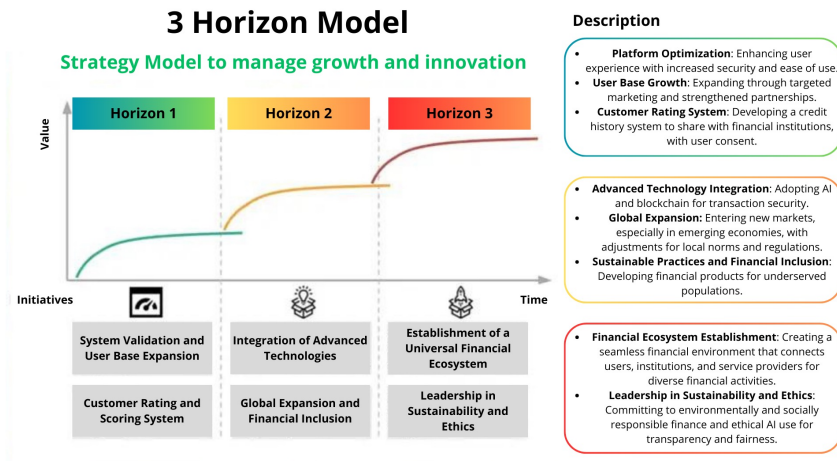 3 Horizon Model
Strategy Model to manage growth and innovation
Value
Horizon 1
Horizon 2
Horizon 3
Initiatives
Time
System Validation and
User Base Expansion
Integration of Advanced
Technologies
Establishment of a
Universal Financial
Ecosystem
Customer Rating and
Scoring System
Global Expansion and
Financial Inclusion
Leadership in
Sustainability and
Ethics
Description
• Platform Optimization: Enhancing user
experience with increased security and ease of use.
• User Base Growth: Expanding through targeted
marketing and strengthened partnerships.
• Customer Rating System: Developing a credit
history system to share with financial institutions,
with user consent.
• Advanced Technology Integration: Adopting AI
and blockchain for transaction security.
• Global Expansion: Entering new markets,
especially in emerging economies, with
adjustments for local norms and regulations.
• Sustainable Practices and Financial Inclusion:
Developing financial products for underserved
populations.
• Financial Ecosystem Establishment: Creating a
seamless financial environment that connects
users, institutions, and service providers for
diverse financial activities.
• Leadership in Sustainability and Ethics:
Committing to environmentally and socially
responsible finance and ethical AI use for
transparency and fairness.